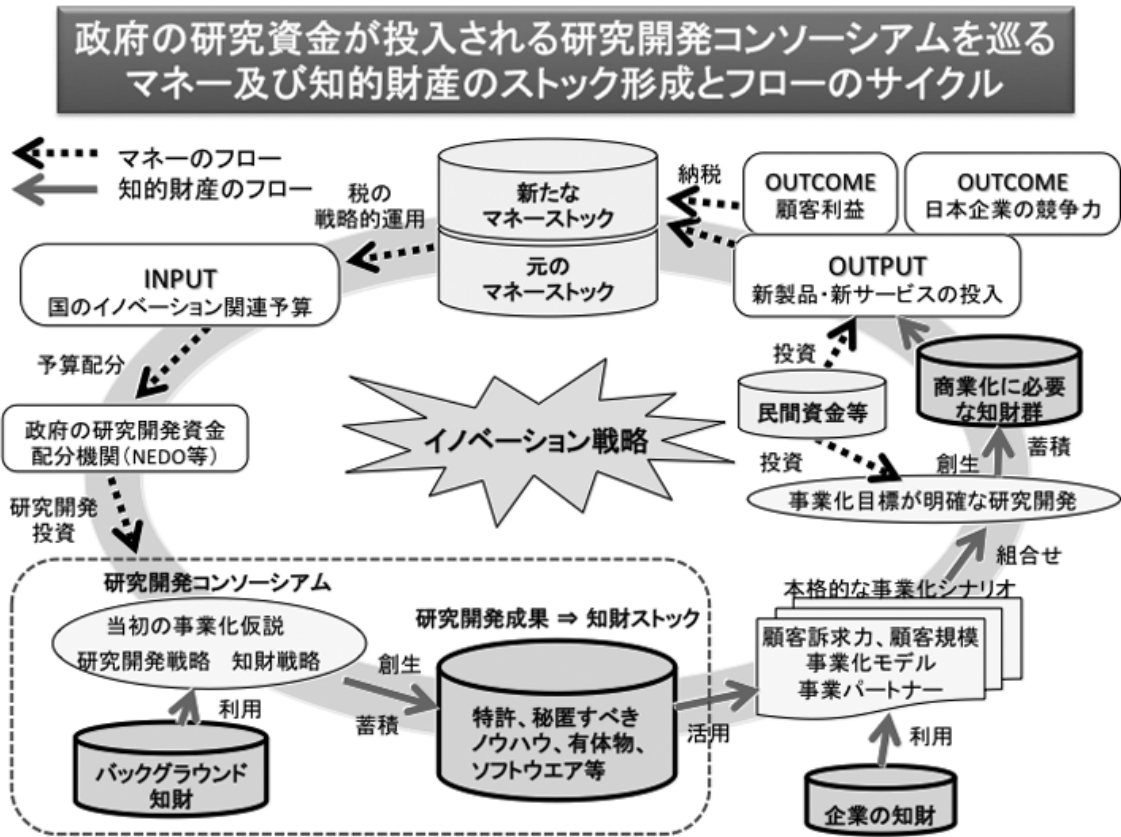 政府の研究資金が投入される研究開発コンソーシアムを巡る
マネー及び知的財産のストック形成とフローのサイクル
マネーのフロー
知的財産のフロー
税の
戦略的運用
新たな
マネーストック
元の
マネーストック
納税
OUTCOME
顧客利益
OUTCOME
日本企業の競争力
INPUT
国のイノベーション関連予算
OUTPUT
新製品・新サービスの投入
予算配分
政府の研究開発資金
配分機関(NEDO等)
研究開発
投資
イノベーション戦略
投資
民間資金等
投資
商業化に必要
な知財群
創生
蓄積
事業化目標が明確な研究開発
組合せ
本格的な事業化シナリオ
顧客訴求力、顧客規模
事業化モデル
事業パートナー
利用
企業の知財
研究開発コンソーシアム
当初の事業化仮説
研究開発戦略 知財戦略
利用
バックグラウンド
知財
創生
蓄積
研究開発成果 ⇒ 知財ストック
特許、秘匿すべき
ノウハウ、有体物、
ソフトウエア等
活用